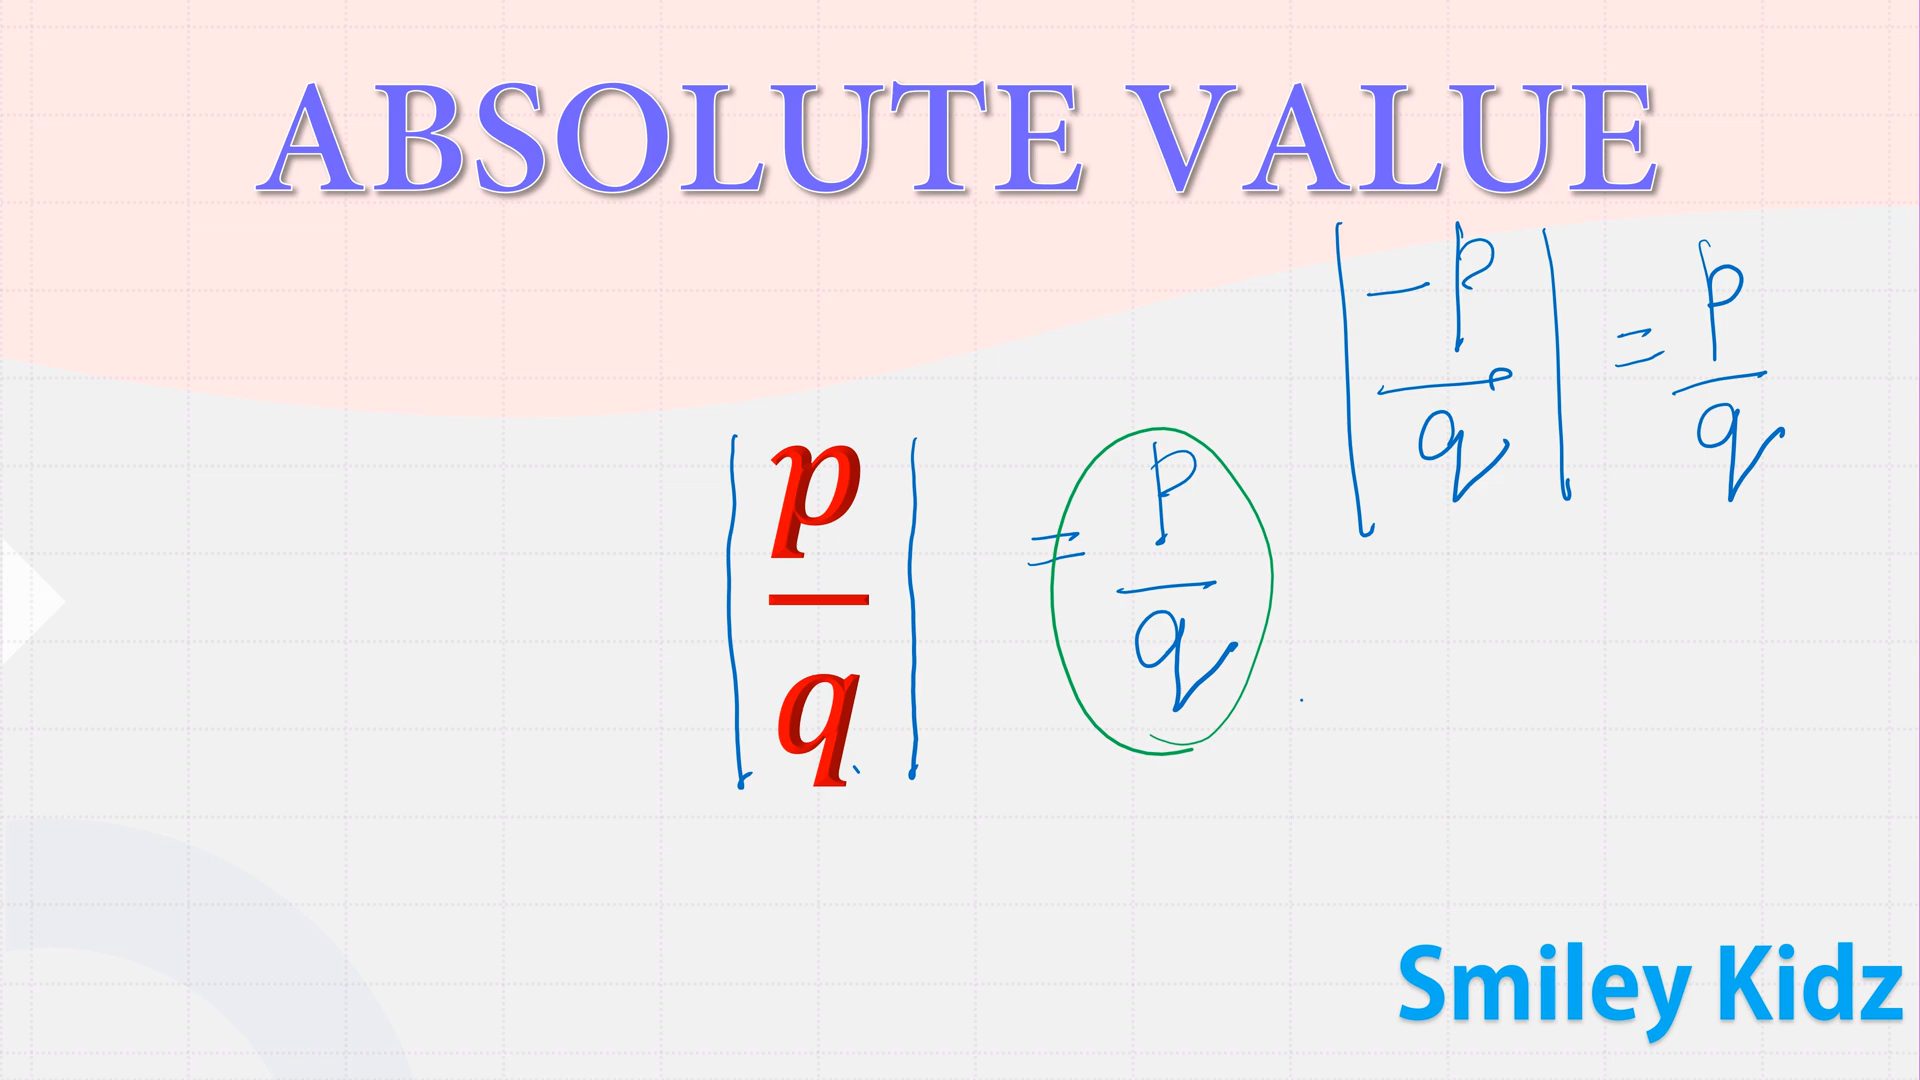 ABSOLUTE VALUE
|p/q| = p/q
|-p/q| = p/q
Smiley Kidz